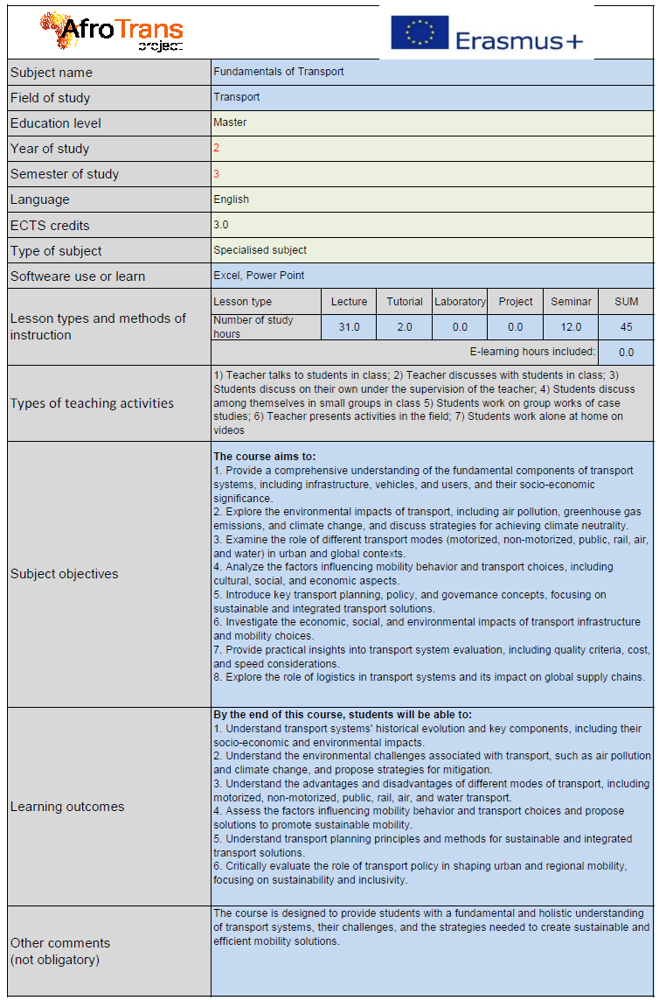 AfroTrans
project
Erasmus+
Subject name
Fundamentals of Transport
Field of study
Transport
Education level
Master
Year of study
2
Semester of study
3
Language
English
ECTS credits
3.0
Type of subject
Specialised subject
Softweare use or learn
Excel, Power Point
Lesson types and methods of
instruction
Lesson type Lecture Tutorial Laboratory Project Seminar SUM
Number of study
hours
31.0 2.0 0.0 0.0 12.0 45
E-learning hours included: 0.0
Types of teaching activities
1) Teacher talks to students in class; 2) Teacher discusses with students in class; 3)
Students discuss on their own under the supervision of the teacher; 4) Students discuss
among themselves in small groups in class 5) Students work on group works of case
studies; 6) Teacher presents activities in the field; 7) Students work alone at home on
videos
Subject objectives
The course aims to:
1. Provide a comprehensive understanding of the fundamental components of transport
systems, including infrastructure, vehicles, and users, and their socio-economic
significance.
2. Explore the environmental impacts of transport, including air pollution, greenhouse gas
emissions, and climate change, and discuss strategies for achieving climate neutrality.
3. Examine the role of different transport modes (motorized, non-motorized, public, rail, air,
and water) in urban and global contexts.
4. Analyze the factors influencing mobility behavior and transport choices, including
cultural, social, and economic aspects.
5. Introduce key transport planning, policy, and governance concepts, focusing on
sustainable and integrated transport solutions.
6. Investigate the economic, social, and environmental impacts of transport infrastructure
and mobility choices.
7. Provide practical insights into transport system evaluation, including quality criteria, cost,
and speed considerations.
8. Explore the role of logistics in transport systems and its impact on global supply chains.
Learning outcomes
By the end of this course, students will be able to:
1. Understand transport systems' historical evolution and key components, including their
socio-economic and environmental impacts.
2. Understand the environmental challenges associated with transport, such as air pollution
and climate change, and propose strategies for mitigation.
3. Understand the advantages and disadvantages of different modes of transport, including
motorized, non-motorized, public, rail, air, and water transport.
4. Assess the factors influencing mobility behavior and transport choices and propose
solutions to promote sustainable mobility.
5. Understand transport planning principles and methods for sustainable and integrated
transport solutions.
6. Critically evaluate the role of transport policy in shaping urban and regional mobility,
focusing on sustainability and inclusivity.
Other comments
(not obligatory)
The course is designed to provide students with a fundamental and holistic understanding
of transport systems, their challenges, and the strategies needed to create sustainable and
efficient mobility solutions.